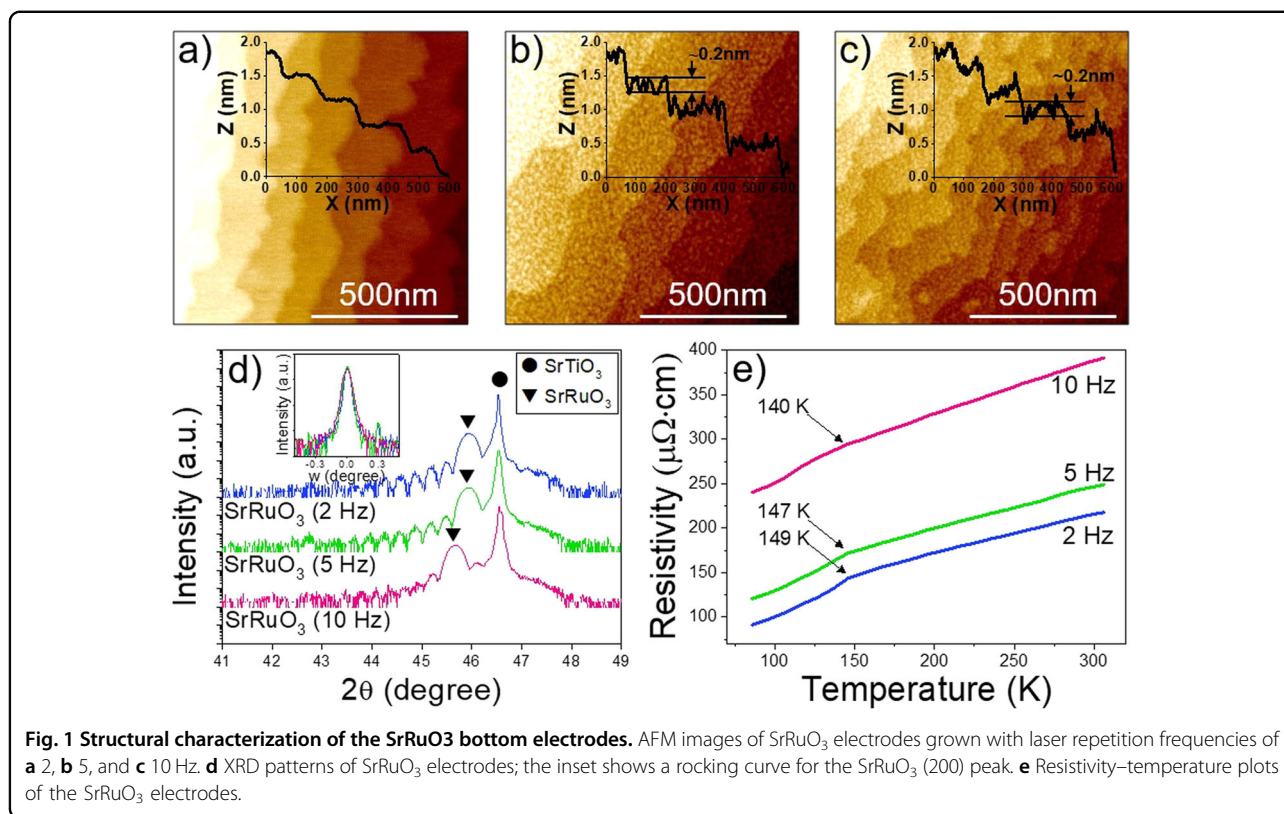 a)
Z (nm)
2.0
1.5
1.0
0.5
0.0
0 100 200 300 400 500 600
X (nm)
500nm
b)
Z (nm)
2.0
1.5
1.0
0.5
0.0
~0.2nm
0 100 200 300 400 500 600
X (nm)
500nm
c)
Z (nm)
2.0
1.5
1.0
0.5
0.0
~0.2nm
0 100 200 300 400 500 600
X (nm)
500nm
d)
Intensity (a.u.)
-0.3 0.0 0.3
w (degree)
● SrTiO₃
▼ SrRuO₃
SrRuO₃ (2 Hz)
SrRuO₃ (5 Hz)
SrRuO₃ (10 Hz)
Intensity (a.u.)
41 42 43 44 45 46 47 48 49
2θ (degree)
e)
Resistivity (μΩ·cm)
400
350
300
250
200
150
100
10 Hz
140 K
5 Hz
147 K
149 K
2 Hz
100 150 200 250 300
Temperature (K)
Fig. 1 Structural characterization of the SrRuO3 bottom electrodes. AFM images of SrRuO₃ electrodes grown with laser repetition frequencies of
a 2, b 5, and c 10 Hz. d XRD patterns of SrRuO₃ electrodes; the inset shows a rocking curve for the SrRuO₃ (200) peak. e Resistivity–temperature plots
of the SrRuO₃ electrodes.